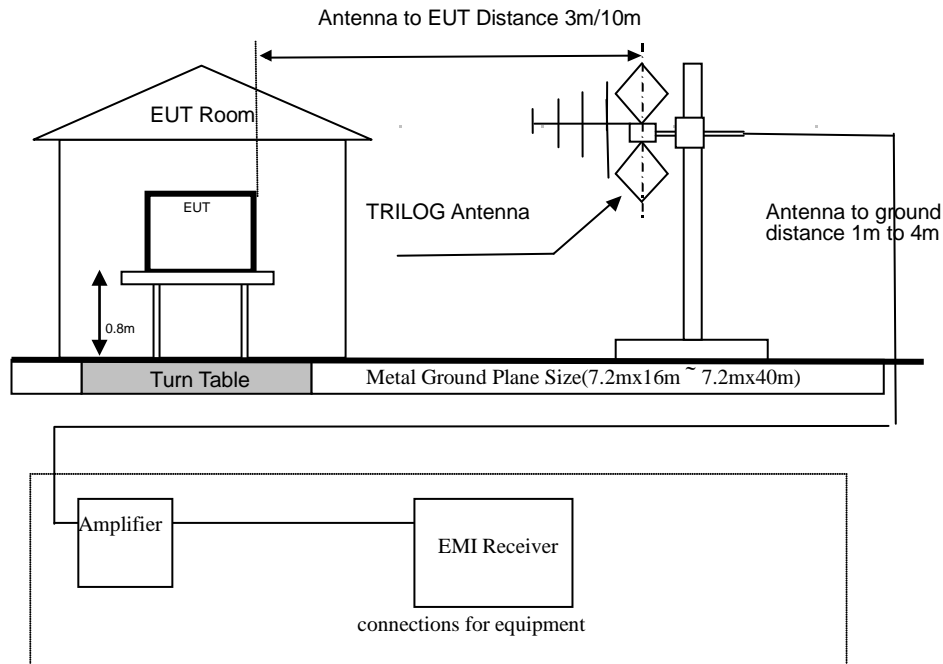 Antenna to EUT Distance 3m/10m
EUT Room
EUT
TRILOG Antenna
Antenna to ground
distance 1m to 4m
0.8m
Turn Table
Metal Ground Plane Size(7.2mx16m ~ 7.2mx40m)
Amplifier
EMI Receiver
connections for equipment